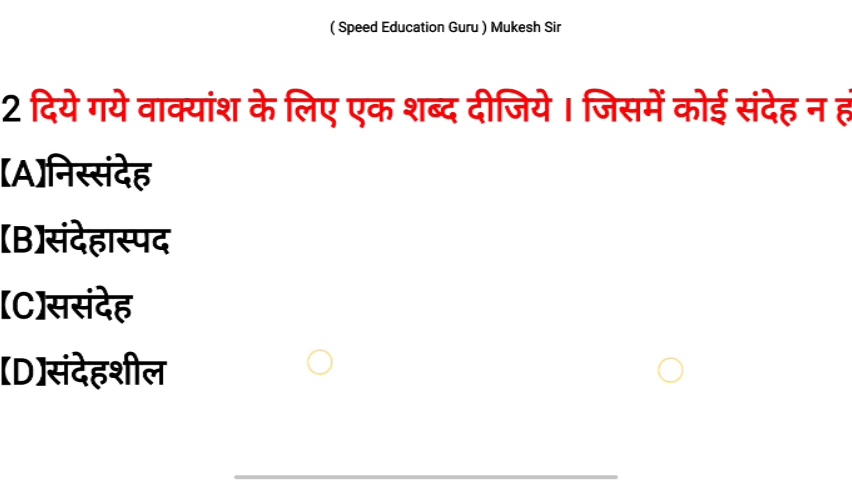 ( Speed Education Guru ) Mukesh Sir
2 दिये गये वाक्यांश के लिए एक शब्द दीजिये । जिसमें कोई संदेह न
【A】निस्संदेह
【B】संदेहास्पद
【C】ससंदेह
【D】संदेहशील